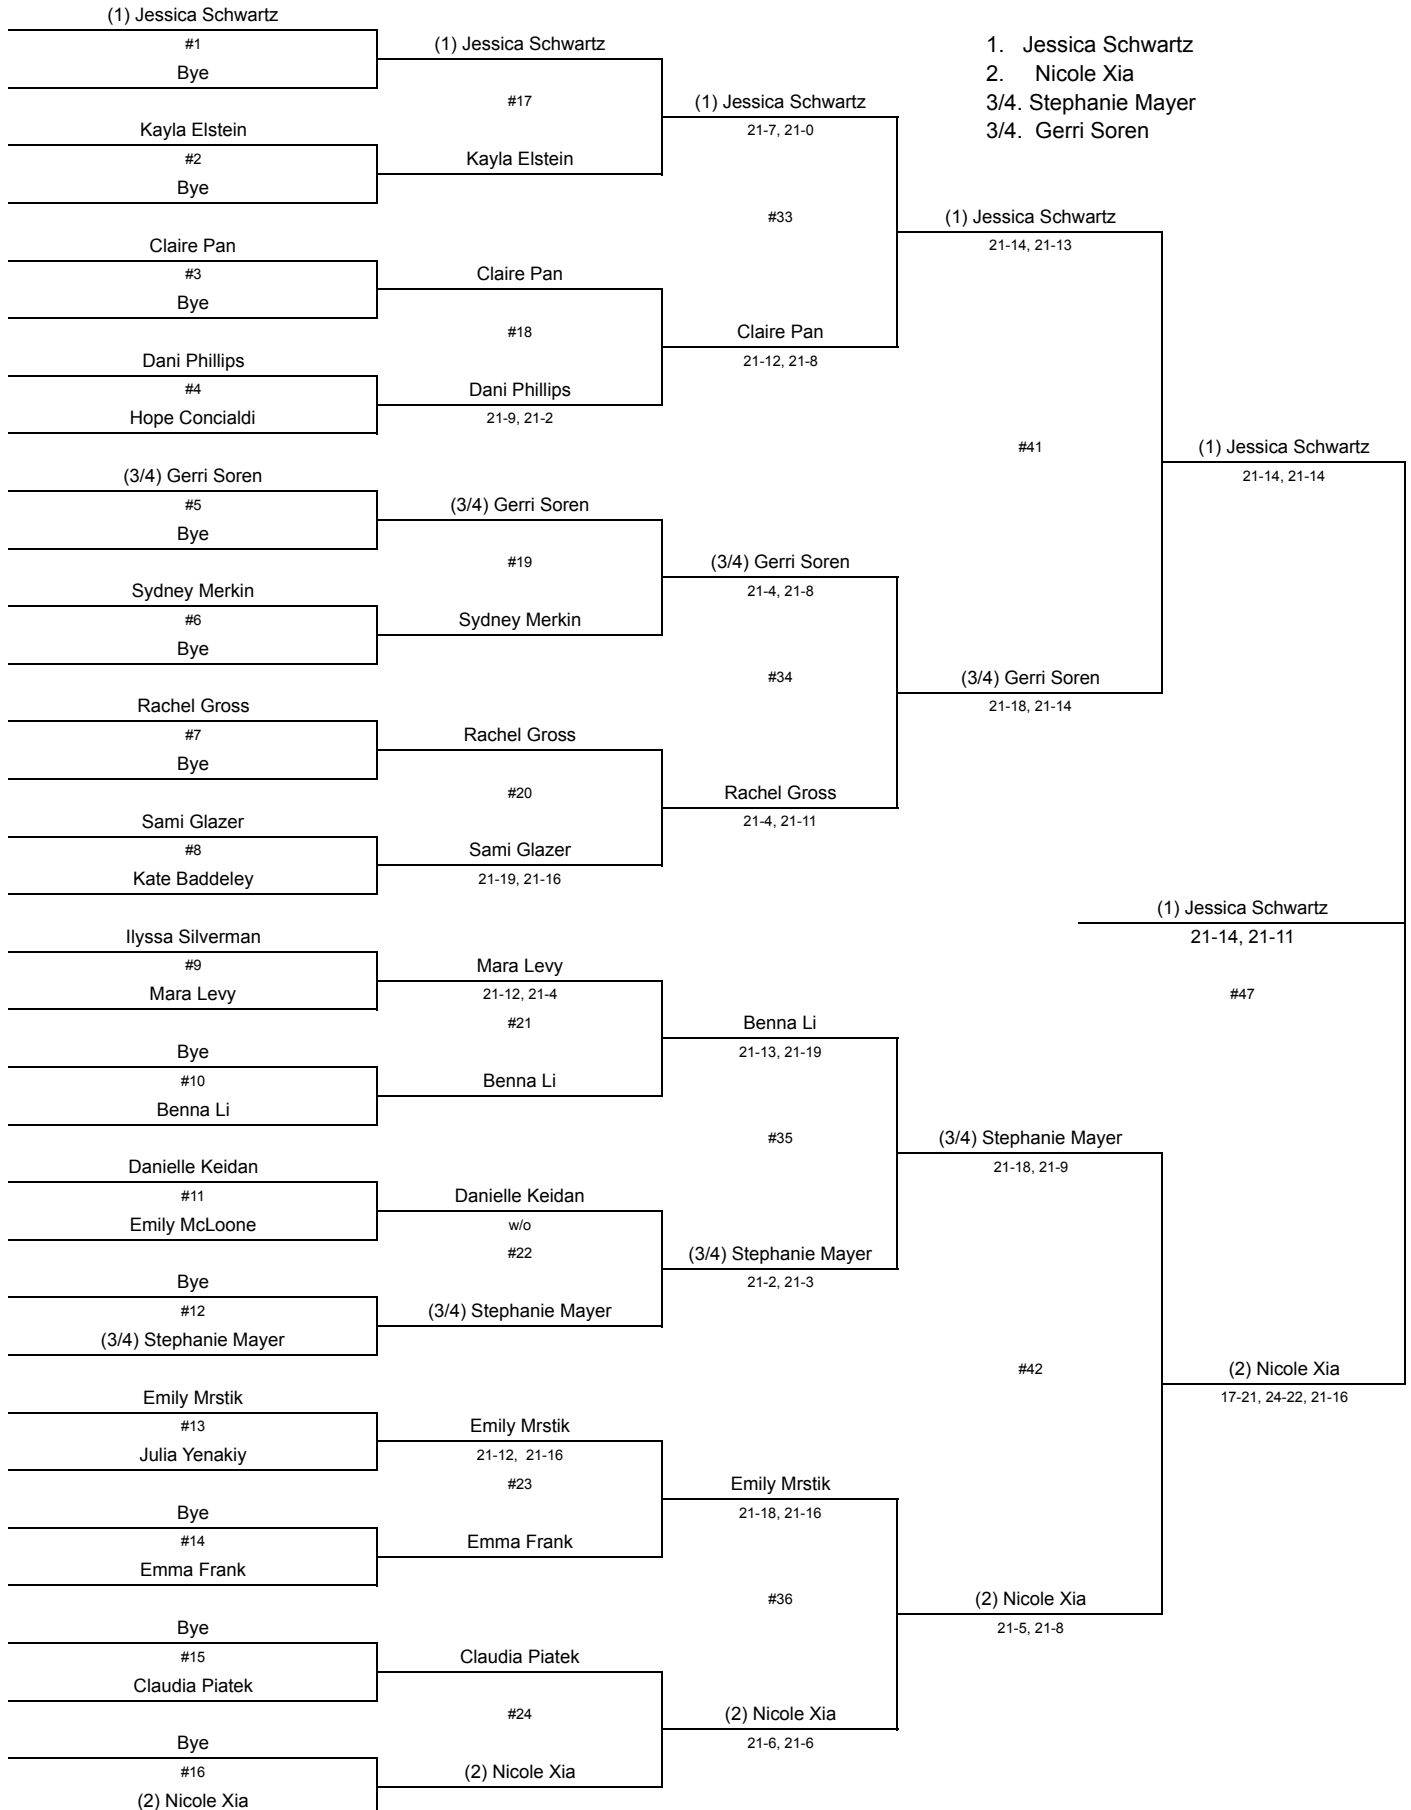 (1) Jessica Schwartz
#1
Bye
Kayla Elstein
#2
Bye
Claire Pan
#3
Bye
Dani Phillips
#4
Hope Concialdi
(3/4) Gerri Soren
#5
Bye
Sydney Merkin
#6
Bye
Rachel Gross
#7
Bye
Sami Glazer
#8
Kate Baddeley
Ilyssa Silverman
#9
Mara Levy
Bye
#10
Benna Li
Danielle Keidan
#11
Emily McLoone
Bye
#12
(3/4) Stephanie Mayer
Emily Mrstik
#13
Julia Yenakiy
Bye
#14
Emma Frank
Bye
#15
Claudia Piatek
Bye
#16
(2) Nicole Xia
(1) Jessica Schwartz
#17
Kayla Elstein
Claire Pan
#18
Dani Phillips
21-9, 21-2
(3/4) Gerri Soren
#19
Sydney Merkin
Rachel Gross
#20
Sami Glazer
21-19, 21-16
Mara Levy
21-12, 21-4
#21
Benna Li
Danielle Keidan
w/o
#22
(3/4) Stephanie Mayer
Emily Mrstik
21-12, 21-16
#23
Emma Frank
Claudia Piatek
#24
(2) Nicole Xia
(1) Jessica Schwartz
21-7, 21-0
#33
Claire Pan
21-12, 21-8
(3/4) Gerri Soren
21-4, 21-8
#34
Rachel Gross
21-4, 21-11
Benna Li
21-13, 21-19
#35
(3/4) Stephanie Mayer
21-2, 21-3
Emily Mrstik
21-18, 21-16
#36
(2) Nicole Xia
21-6, 21-6
(1) Jessica Schwartz
21-14, 21-13
#41
(3/4) Gerri Soren
21-18, 21-14
(3/4) Stephanie Mayer
21-18, 21-9
#42
(2) Nicole Xia
21-5, 21-8
(1) Jessica Schwartz
21-14, 21-14
(1) Jessica Schwartz
21-14, 21-11
#47
(2) Nicole Xia
17-21, 24-22, 21-16
1. Jessica Schwartz
2. Nicole Xia
3/4. Stephanie Mayer
3/4. Gerri Soren